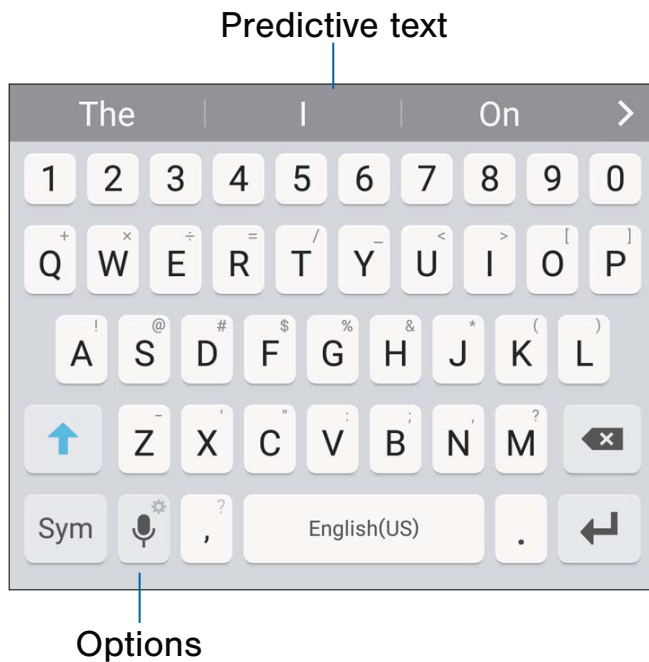 Predictive text
The I On >
1 2 3 4 5 6 7 8 9 0
+ × ÷ = / _ < > [ ]
Q W E R T Y U I O P
! @ # $ % & * ( )
A S D F G H J K L
- ' " : ; , ?
Z X C V B N M
?
Sym , English(US) .
Options